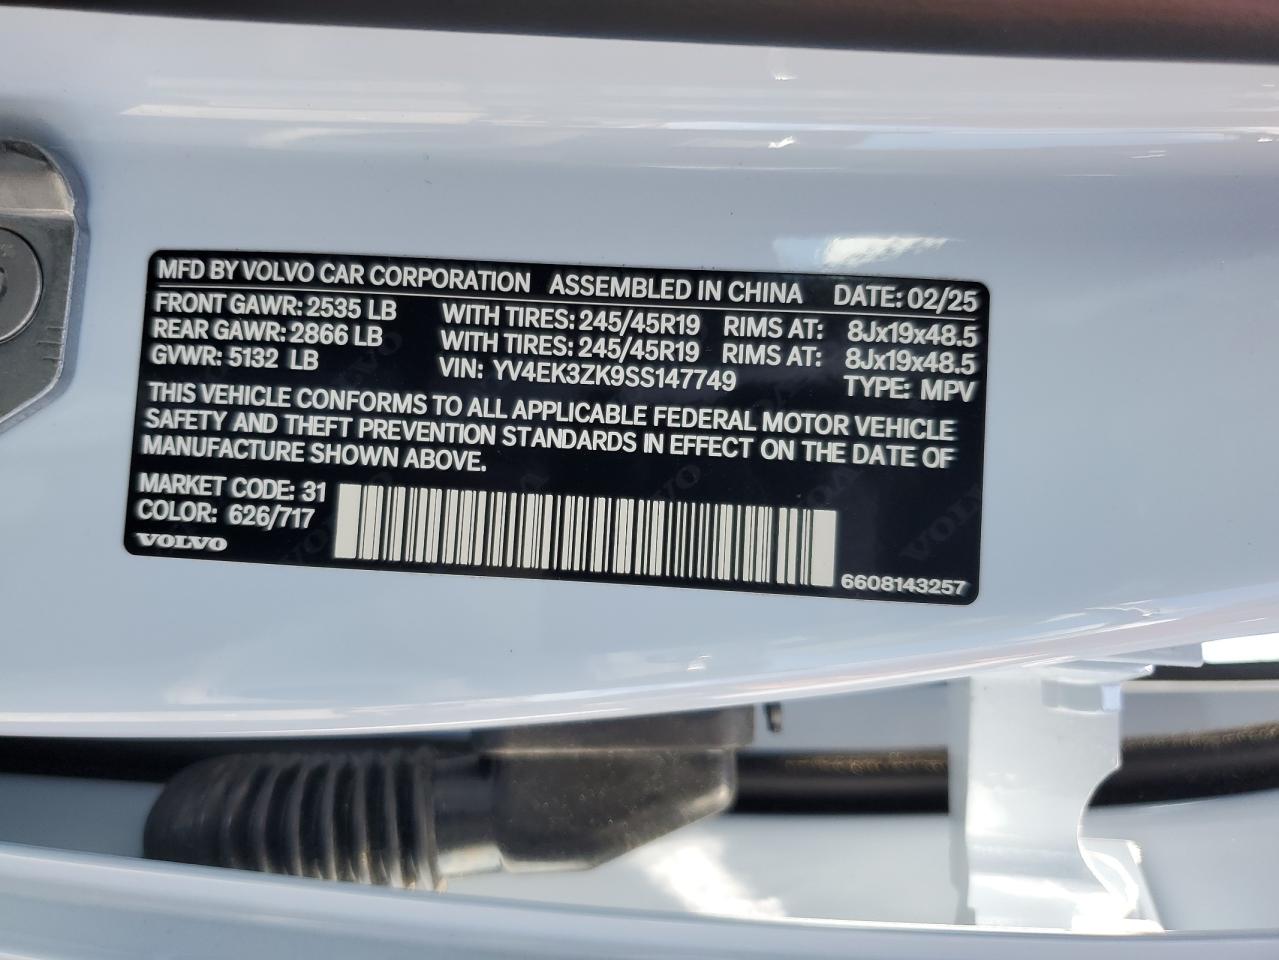 MFD BY VOLVO CAR CORPORATION ASSEMBLED IN CHINA DATE: 02/25
FRONT GAWR: 2535 LB WITH TIRES: 245/45R19 RIMS AT: 8Jx19x48.5
REAR GAWR: 2866 LB WITH TIRES: 245/45R19 RIMS AT: 8Jx19x48.5
GVWR: 5132 LB VIN: YV4EK3ZK9SS147749 TYPE: MPV
THIS VEHICLE CONFORMS TO ALL APPLICABLE FEDERAL MOTOR VEHICLE
SAFETY AND THEFT PREVENTION STANDARDS IN EFFECT ON THE DATE OF
MANUFACTURE SHOWN ABOVE.
MARKET CODE: 31
COLOR: 626/717
VOLVO
6608143257